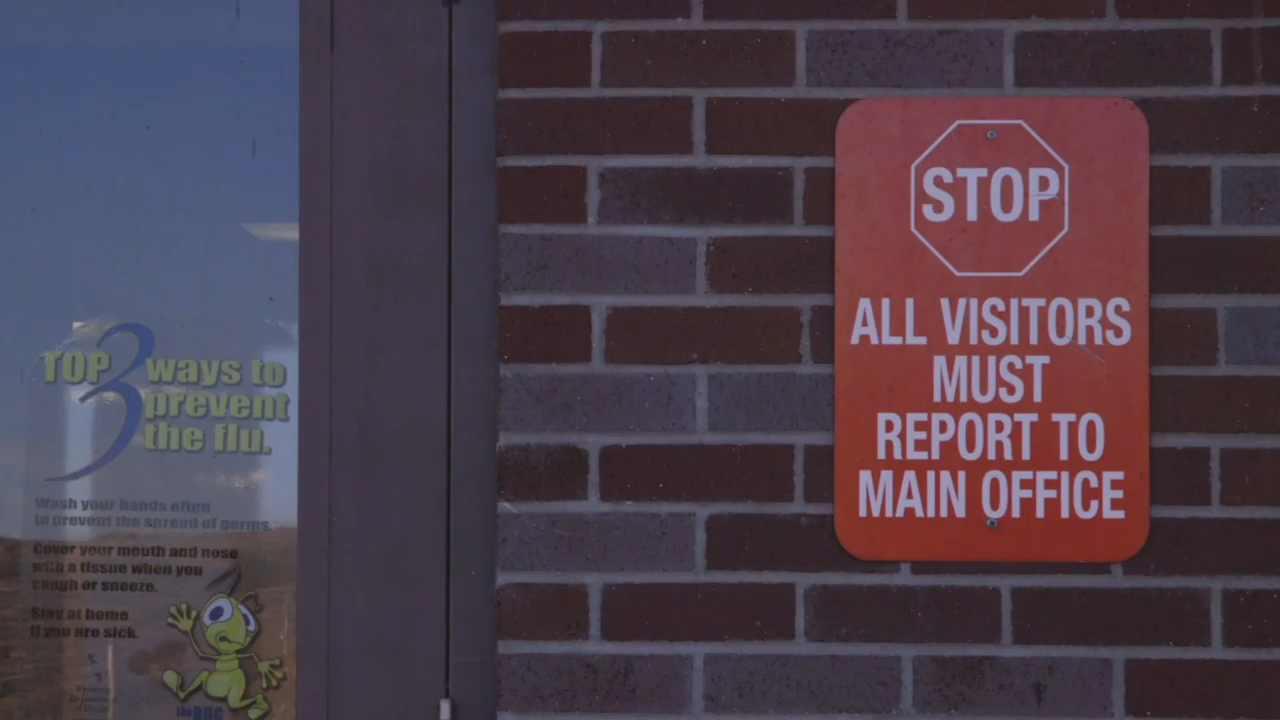 TOP 3 ways to
prevent
the flu.
Wash your hands often
to prevent the spread of germs.
Cover your mouth and nose
with a tissue when you
cough or sneeze.
Stay at home
if you are sick.
the BUG
STOP
ALL VISITORS
MUST
REPORT TO
MAIN OFFICE